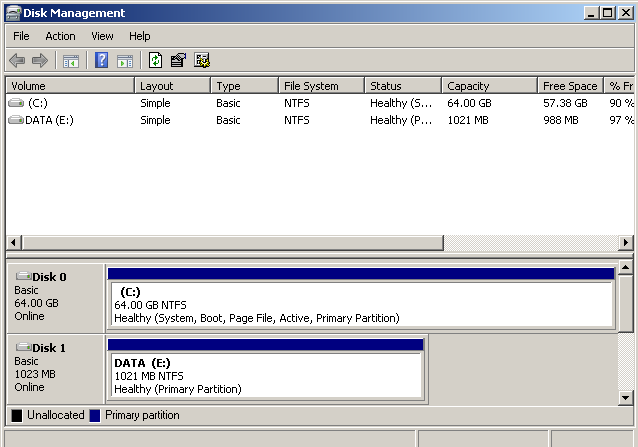 Disk Management
File Action View Help
Volume Layout Type File System Status Capacity Free Space % Fr
(C:) Simple Basic NTFS Healthy (S... 64.00 GB 57.38 GB 90 %
DATA (E:) Simple Basic NTFS Healthy (P... 1021 MB 988 MB 97 %
Disk 0
Basic
64.00 GB
Online
(C:)
64.00 GB NTFS
Healthy (System, Boot, Page File, Active, Primary Partition)
Disk 1
Basic
1023 MB
Online
DATA (E:)
1021 MB NTFS
Healthy (Primary Partition)
Unallocated Primary partition